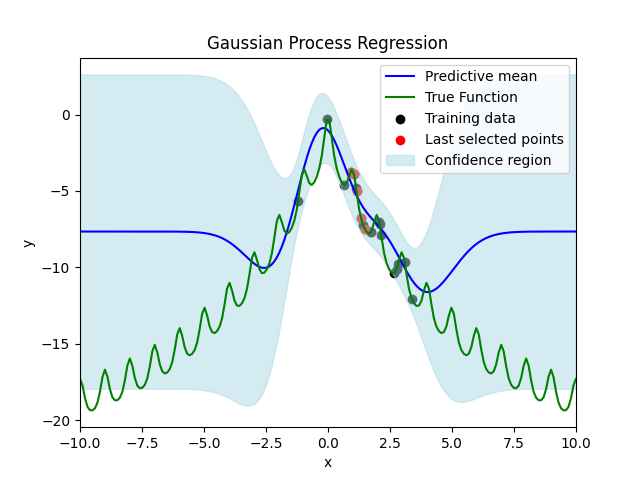 Gaussian Process Regression
Predictive mean
True Function
Training data
Last selected points
Confidence region
y
0
−5
−10
−15
−20
−10.0 −7.5 −5.0 −2.5 0.0 2.5 5.0 7.5 10.0
x